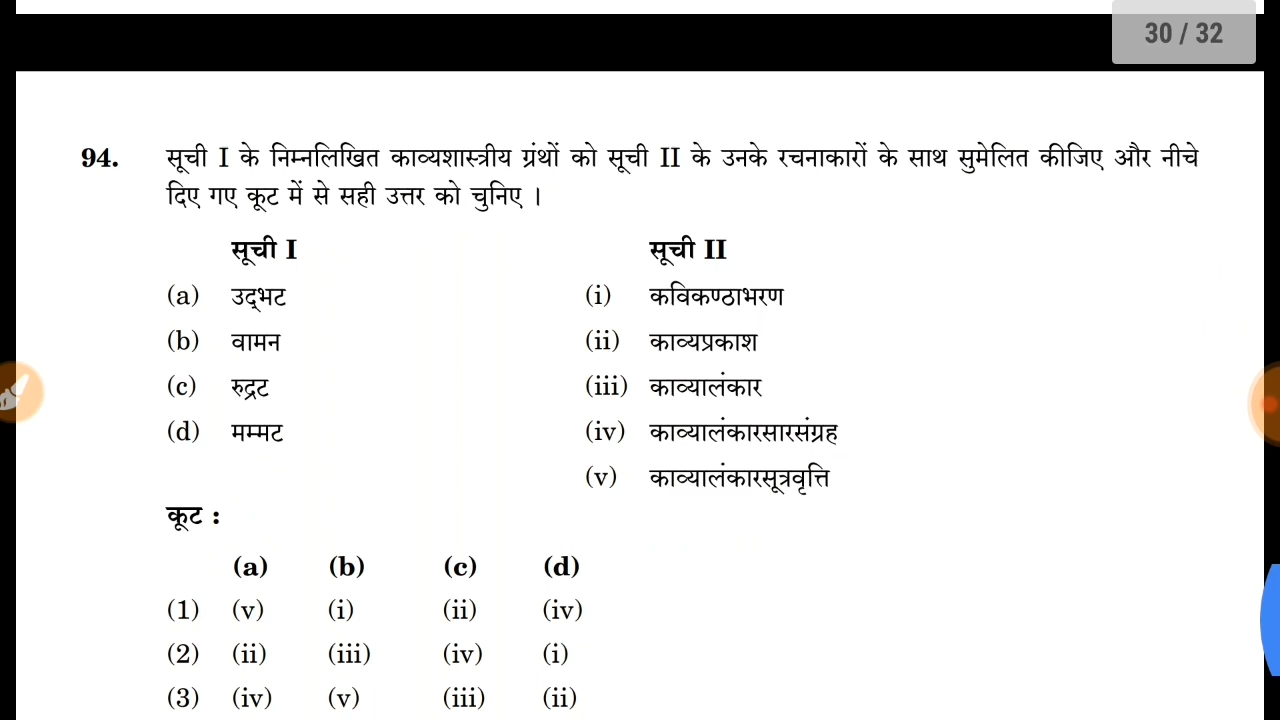 30 / 32
94. सूची I के निम्नलिखित काव्यशास्त्रीय ग्रंथों को सूची II के उनके रचनाकारों के साथ सुमेलित कीजिए और नीचे
दिए गए कूट में से सही उत्तर को चुनिए ।
सूची I सूची II
(a) उद्‌भट (i) कविकण्ठाभरण
(b) वामन (ii) काव्यप्रकाश
(c) रुद्रट (iii) काव्यालंकार
(d) मम्मट (iv) काव्यालंकारसारसंग्रह
(v) काव्यालंकारसूत्रवृत्ति
कूट :
(a) (b) (c) (d)
(1) (v) (i) (ii) (iv)
(2) (ii) (iii) (iv) (i)
(3) (iv) (v) (iii) (ii)